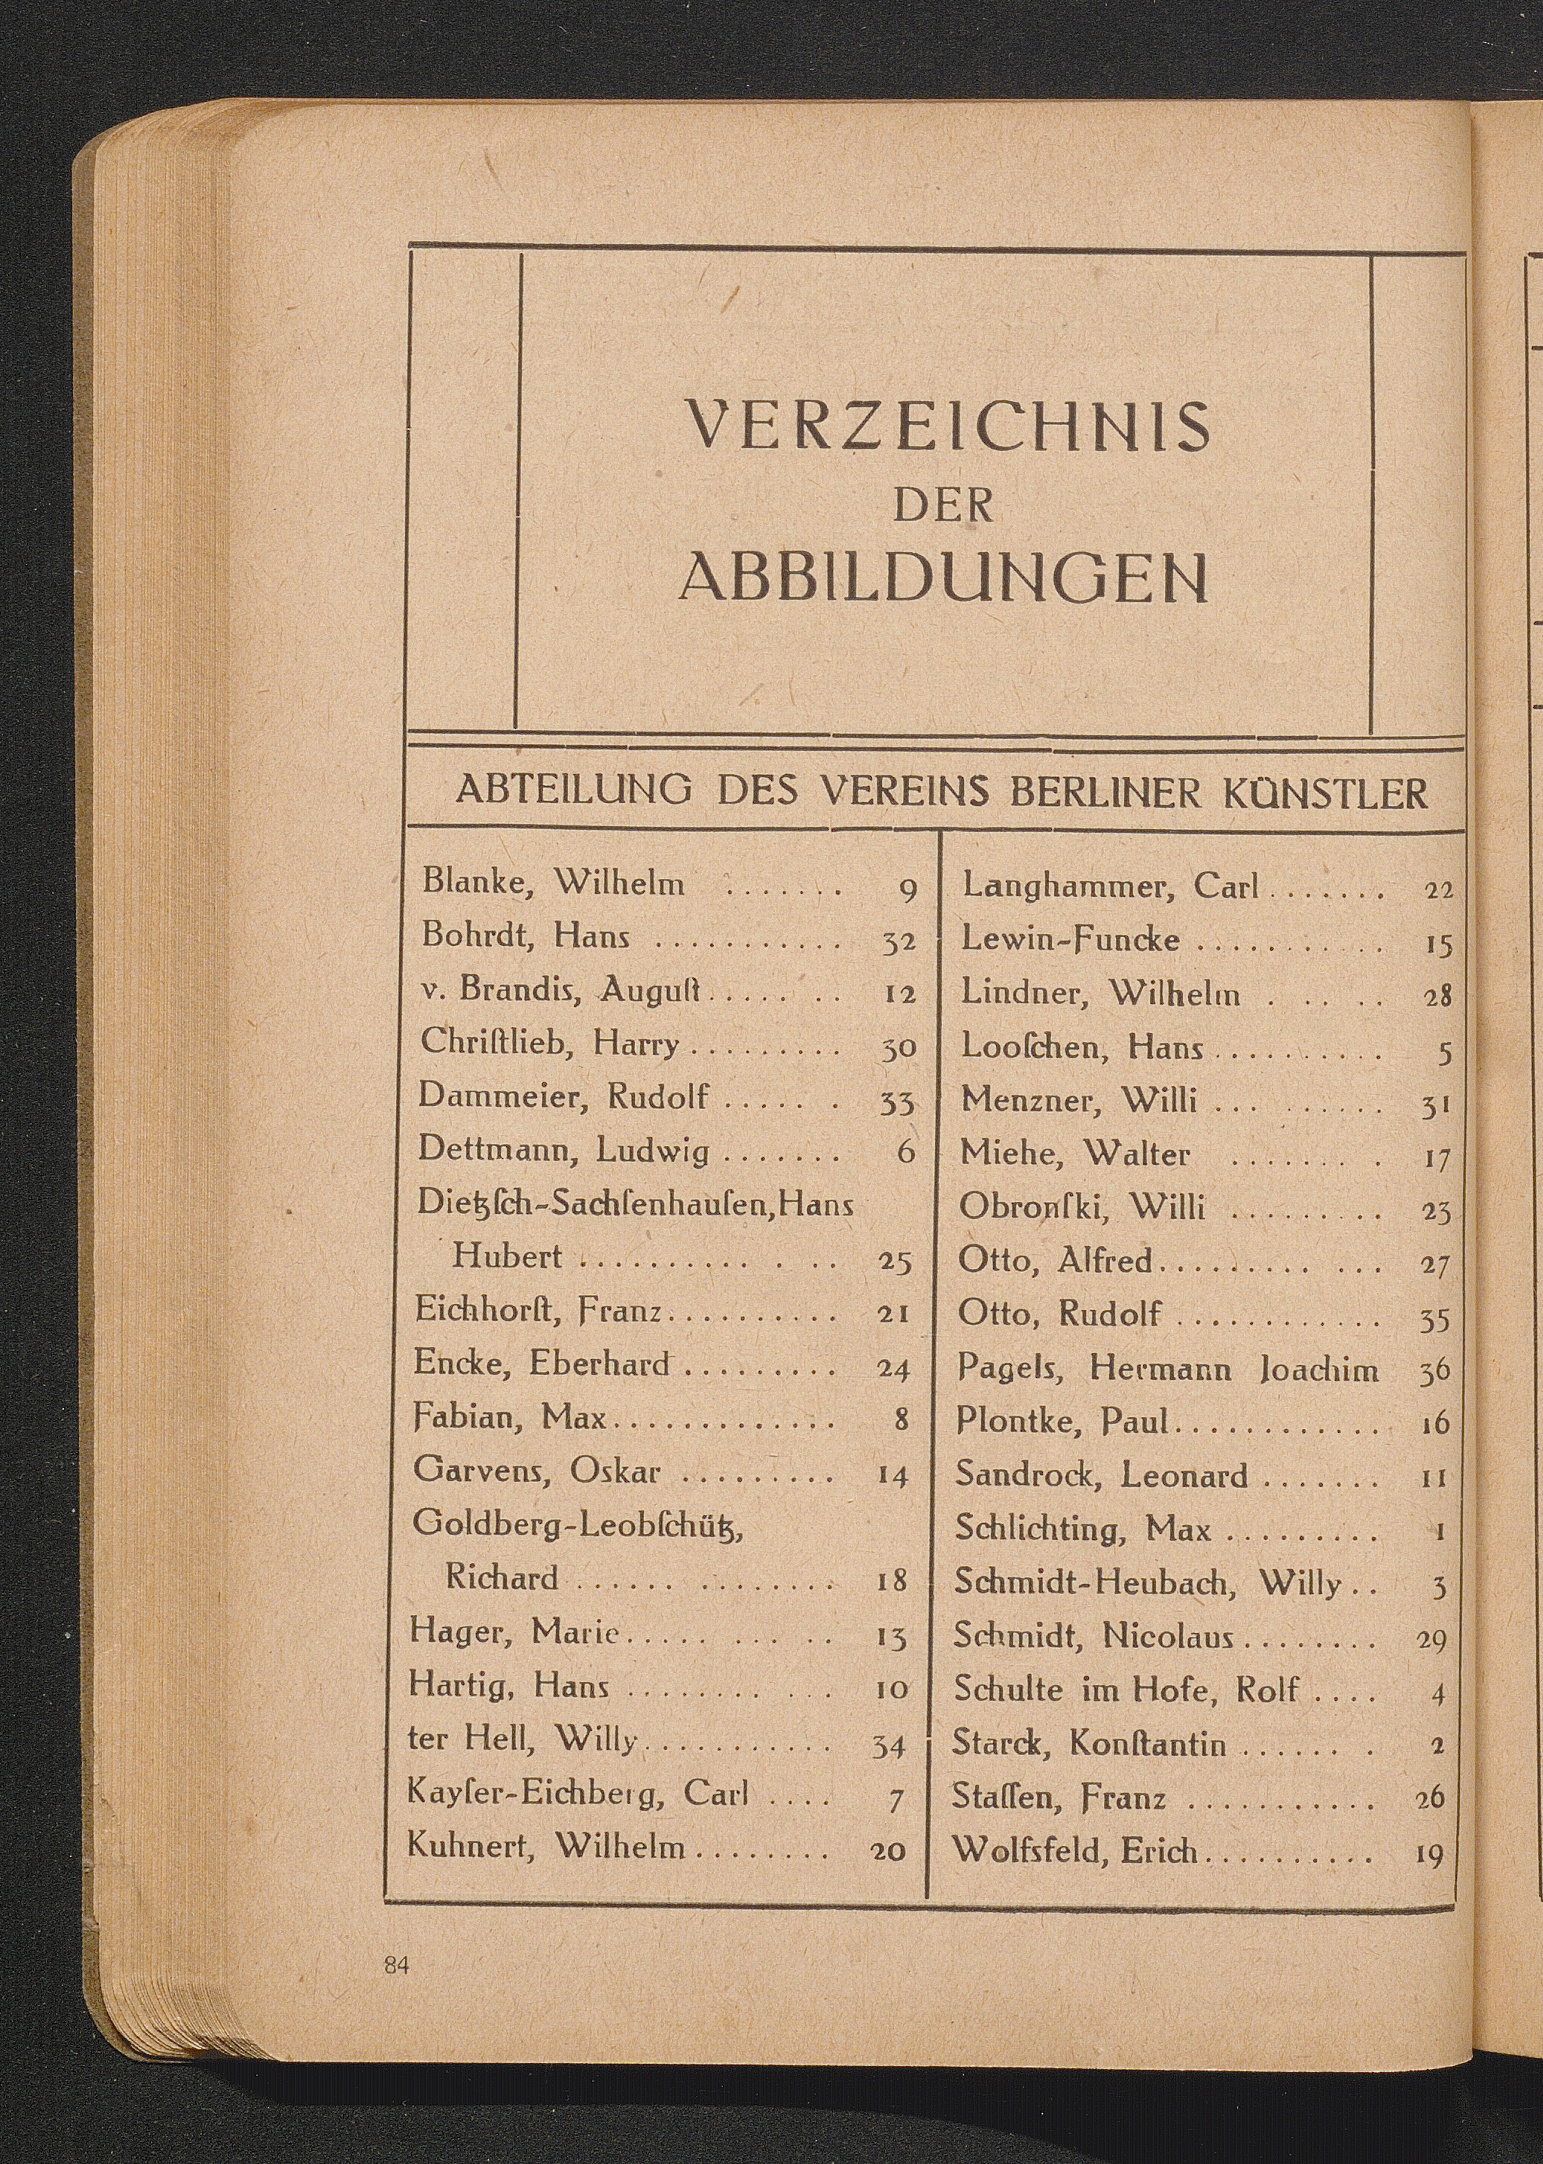 VERZEICHNIS
DER
ABBILDUNGEN
ABTEILUNG DES VEREINS BERLINER KÜNSTLER
Blanke, Wilhelm ....... 9
Bohrdt, Hans ........... 32
v. Brandis, Auguſt..... .. 12
Chriſtlieb, Harry......... 30
Dammeier, Rudolf ..... . 33
Dettmann, Ludwig ....... 6
Dietzſch-Sachſenhauſen, Hans
Hubert .......... . .. 25
Eichhorſt, Franz.......... 21
Encke, Eberhard ......... 24
Fabian, Max............. 8
Garvens, Oskar ......... 14
Goldberg-Leobſchütz,
Richard ...... ........ 18
Hager, Marie..... ... .. 13
Hartig, Hans ........ ... 10
ter Hell, Willy........... 34
Kayſer-Eichberg, Carl .... 7
Kuhnert, Wilhelm........ 20
Langhammer, Carl....... 22
Lewin-Funcke ........... 15
Lindner, Wilhelm . .. .. 28
Looſchen, Hans.......... 5
Menzner, Willi ... ...... 31
Miehe, Walter ....... . 17
Obronſki, Willi ......... 23
Otto, Alfred......... ... 27
Otto, Rudolf ............ 35
Pagels, Hermann Joachim 36
Plontke, Paul............ 16
Sandrock, Leonard ....... 11
Schlichting, Max ......... 1
Schmidt-Heubach, Willy.. 3
Schmidt, Nicolaus........ 29
Schulte im Hofe, Rolf .... 4
Starck, Konſtantin ...... . 2
Staſſen, Franz ........... 26
Wolfsfeld, Erich.......... 19
84